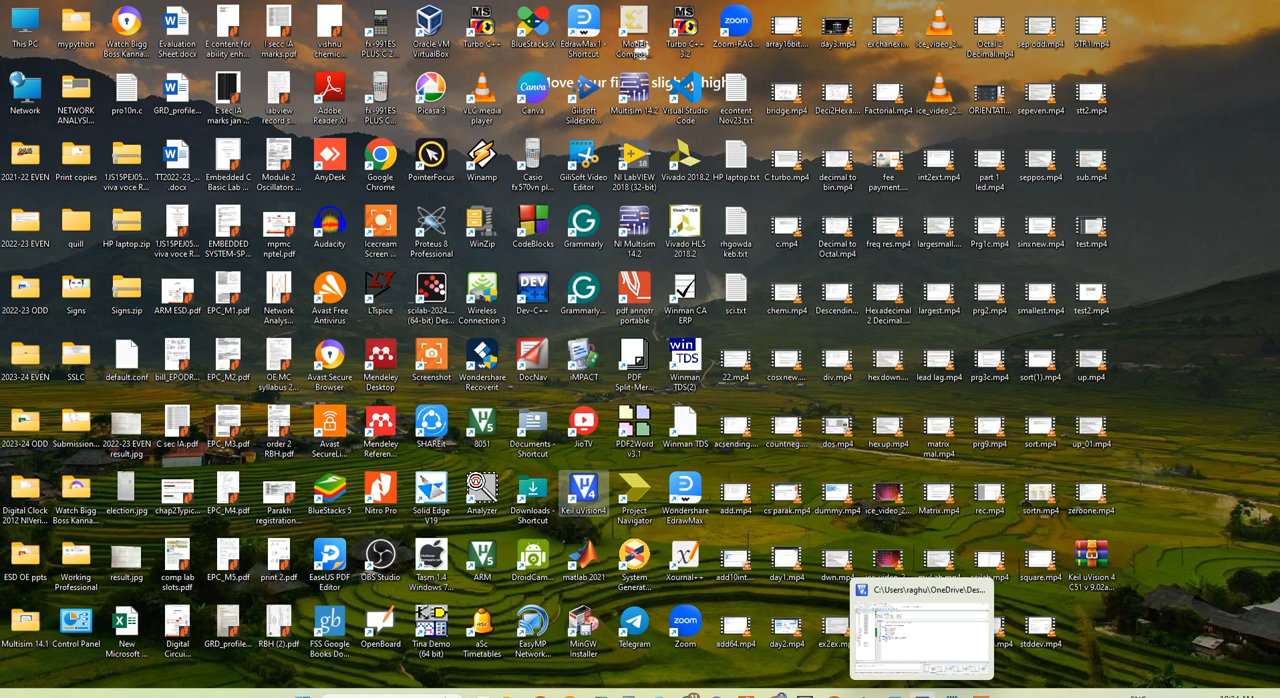 This PC
mypython
Watch Bigg
Boss Kanna...
Evaluation
Sheet.docx
E content for
ability enh...
I sec IA
marks.pdf
vishnu
chemic...
fx-991ES
PLUS C 2...
Oracle VM
VirtualBox
Turbo C++
BlueStacks X
EdrawMax1 -
Shortcut
Turbo C++
3.2
Zoom-RAG...
array16bit....
day3.mp4
exchanexi...
ice_video_2...
Octal 2
Decimal.mp4
sep odd.mp4
STR1.mp4
Network
NETWORK
ANALYSI...
pro10n.c
GRD_profile...
E sec IA
marks jan ...
labview
record s...
Adobe
Reader XI
fx-991ES
PLUS C...
Picasa 3
VLC media
player
Canva
Gilisoft
Slidesho...
Multisim 14.2
Visual Studio
Code
econtent
Nov23.txt
bridge.mp4
Deci2Hexa...
Factorial.mp4
ice_video_2...
ORIENTATI...
sepeven.mp4
stt2.mp4
2021-22 EVEN
Print copies
1JS15PEJ05...
viva voce R...
TT2022-23_...
.docx
Embedded C
Basic Lab ...
Module 2
Oscillators ...
AnyDesk
Google
Chrome
PointerFocus
Winamp
Casio
fx570vn pl...
GiliSoft Video
Editor
NI LabVIEW
2018 (32-bit)
Vivado 2018.2
HP laptop.txt
C turbo.mp4
decimal to
bin.mp4
fee
payment....
int2ext.mp4
part 1
led.mp4
seppos.mp4
sub.mp4
2022-23 EVEN
quill
HP laptop.zip
1JS15PEJ05...
viva voce R...
EMBEDDED
SYSTEM-SP...
mpmc
nptel.pdf
Audacity
Icecream
Screen ...
Proteus 8
Professional
WinZip
CodeBlocks
Grammarly
NI Multisim
14.2
Vivado HLS
2018.2
rhgowda
keb.txt
c.mp4
Decimal to
Octal.mp4
freq res.mp4
largesmall....
Prg1c.mp4
sinxnew.mp4
test.mp4
2022-23 ODD
Signs
Signs.zip
ARM ESD.pdf
EPC_M1.pdf
Network
Analys...
Avast Free
Antivirus
LTspice
scilab-2024....
(64-bit) Des...
Wireless
Connection 3
Dev-C++
Grammarly...
pdf annotr
portable
Winman CA
ERP
sci.txt
chemi.mp4
Descendin...
Hexadecimal
2 Decimal....
largest.mp4
prg2.mp4
smallest.mp4
test2.mp4
2023-24 EVEN
SSLC
default.conf
bill_EPODR...
EPC_M2.pdf
OE MC
syllabus 2...
Avast Secure
Browser
Mendeley
Desktop
Screenshot
Wondershare
Recoverit
DocNav
iMPACT
PDF
Split-Mer...
Winman
TDS(2)
22.mp4
cosxnew....
div.mp4
hexdown....
lead lag.mp4
prg3c.mp4
sort(1).mp4
up.mp4
2023-24 ODD
Submission...
2022-23 EVEN
result.jpg
C sec IA.pdf
EPC_M3.pdf
order 2
RBH.pdf
Avast
SecureLi...
Mendeley
Referen...
SHAREit
8051
Documents -
Shortcut
JioTV
PDF2Word
v3.1
Winman TDS
acsending....
countneg....
dos.mp4
hexup.mp4
matrix
mal.mp4
prg9.mp4
sort.mp4
up_01.mp4
Digital Clock
2012 NIVeri...
Watch Bigg
Boss Kanna...
election.jpg
chap2Typic...
EPC_M4.pdf
Parakh
registration...
BlueStacks 5
Nitro Pro
Solid Edge
V19
Analyzer
Downloads -
Shortcut
Keil uVision4
Project
Navigator
Wondershare
EdrawMax
add.mp4
cs parak.mp4
dummy.mp4
ice_video_2...
Matrix.mp4
rec.mp4
sortn.mp4
zeroone.mp4
ESD OE ppts
Working
Professional
result.jpg
comp lab
slots.pdf
EPC_M5.pdf
print 2.pdf
EaseUS PDF
Editor
OBS Studio
Tasm 1.4
Windows 7...
ARM
DroidCam...
matlab 2021
System
Generat...
Xournal++
add10int...
day1.mp4
dwn.mp4
square.mp4
Keil uVision 4
C51 v 9.02a...
C:\Users\raghu\OneDrive\Des...
Multisim 14.1
Control Panel
New
Microsoft ...
Digital
Circui...
GRD_profile...
RBH (2).pdf
FSS Google
Books Do...
OpenBoard
Tina Demo
(64 bit)
aSc
Timetables
EasyMP
Network...
MinGW
Installer
Telegram
Zoom
add64.mp4
day2.mp4
ex2ex.mp4
stddev.mp4